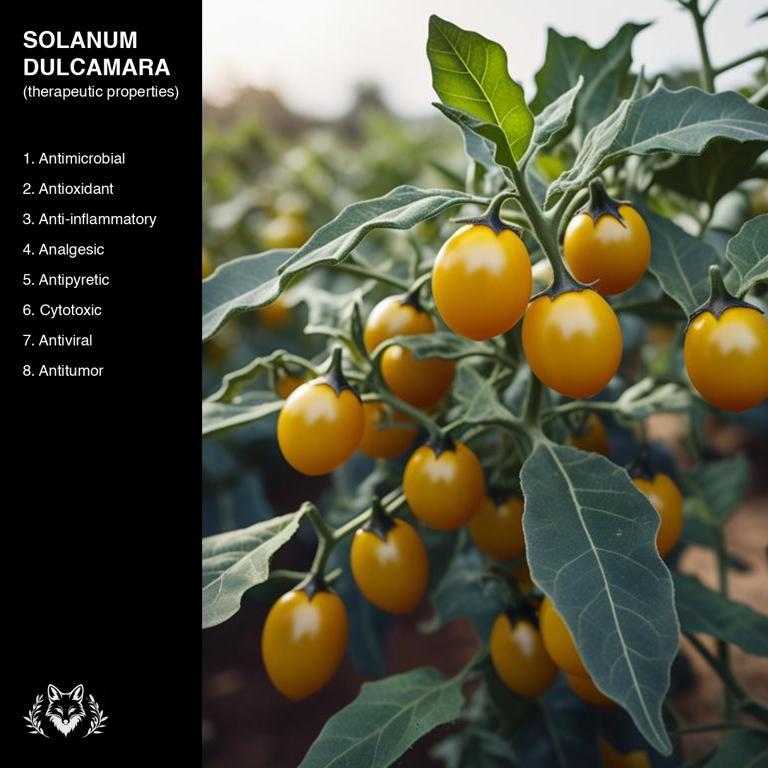 SOLANUM
DULCAMARA
(therapeutic properties)
1. Antimicrobial
2. Antioxidant
3. Anti-inflammatory
4. Analgesic
5. Antipyretic
6. Cytotoxic
7. Antiviral
8. Antitumor